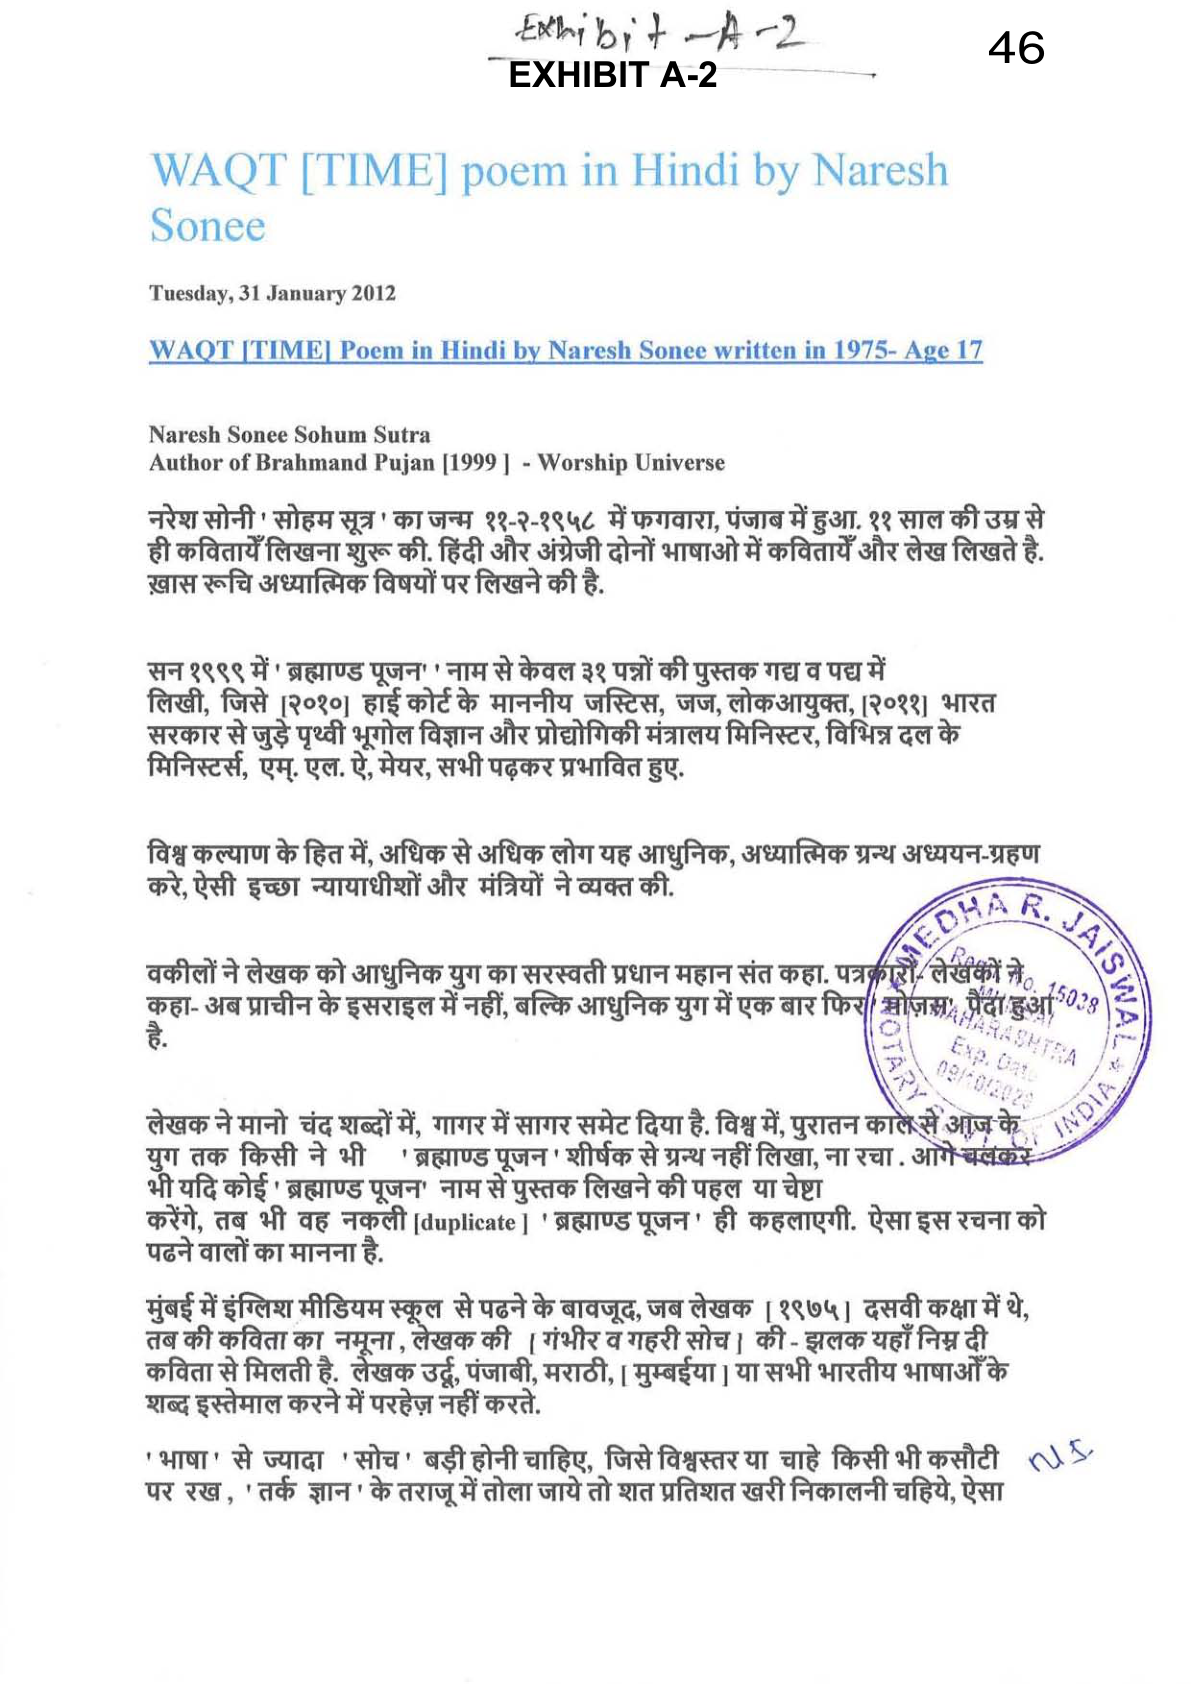 Exhibit -A-2
EXHIBIT A-2
46
WAQT [TIME] poem in Hindi by Naresh
Sonee
Tuesday, 31 January 2012
WAQT [TIME] Poem in Hindi by Naresh Sonee written in 1975- Age 17
Naresh Sonee Sohum Sutra
Author of Brahmand Pujan [1999 ] - Worship Universe
नरेश सोनी ' सोहम सूत्र ' का जन्म ११-२-१९५८ में फगवारा, पंजाब में हुआ. ११ साल की उम्र से
ही कवितायेँ लिखना शुरू की. हिंदी और अंग्रेजी दोनों भाषाओ में कवितायेँ और लेख लिखते है.
ख़ास रूचि अध्यात्मिक विषयों पर लिखने की है.
सन १९९९ में ' ब्रह्माण्ड पूजन' ' नाम से केवल ३१ पन्नों की पुस्तक गद्य व पद्य में
लिखी, जिसे [२०१०] हाई कोर्ट के माननीय जस्टिस, जज, लोकआयुक्त, [२०११] भारत
सरकार से जुड़े पृथ्वी भूगोल विज्ञान और प्रोद्योगिकी मंत्रालय मिनिस्टर, विभिन्न दल के
मिनिस्टर्स, एम्. एल. ऐ, मेयर, सभी पढ़कर प्रभावित हुए.
विश्व कल्याण के हित में, अधिक से अधिक लोग यह आधुनिक, अध्यात्मिक ग्रन्थ अध्ययन-ग्रहण
करे, ऐसी इच्छा न्यायाधीशों और मंत्रियों ने व्यक्त की.
वकीलों ने लेखक को आधुनिक युग का सरस्वती प्रधान महान संत कहा. पत्रकारों- लेखकों ने
कहा- अब प्राचीन के इसराइल में नहीं, बल्कि आधुनिक युग में एक बार फिर ' मोज़स' पैदा हुआ
है.
MEDHA R. JAISWAL
NOTARY GOVT. OF INDIA
Regd. No. 15038
MUMBAI
MAHARASHTRA
Exp. Date
09/10/2020
लेखक ने मानो चंद शब्दों में, गागर में सागर समेट दिया है. विश्व में, पुरातन काल से आज के
युग तक किसी ने भी ' ब्रह्माण्ड पूजन ' शीर्षक से ग्रन्थ नहीं लिखा, ना रचा . आगे चलकर
भी यदि कोई ' ब्रह्माण्ड पूजन' नाम से पुस्तक लिखने की पहल या चेष्टा
करेंगे, तब भी वह नकली [duplicate ] ' ब्रह्माण्ड पूजन ' ही कहलाएगी. ऐसा इस रचना को
पढने वालों का मानना है.
मुंबई में इंग्लिश मीडियम स्कूल से पढने के बावजूद, जब लेखक [ १९७५ ] दसवी कक्षा में थे,
तब की कविता का नमूना , लेखक की [ गंभीर व गहरी सोच ] की - झलक यहाँ निम्न दी
कविता से मिलती है. लेखक उर्दू, पंजाबी, मराठी, [ मुम्बईया ] या सभी भारतीय भाषाओँ के
शब्द इस्तेमाल करने में परहेज़ नहीं करते.
' भाषा ' से ज्यादा ' सोच ' बड़ी होनी चाहिए, जिसे विश्वस्तर या चाहे किसी भी कसौटी
पर रख , ' तर्क ज्ञान ' के तराजू में तोला जाये तो शत प्रतिशत खरी निकालनी चहिये, ऐसा